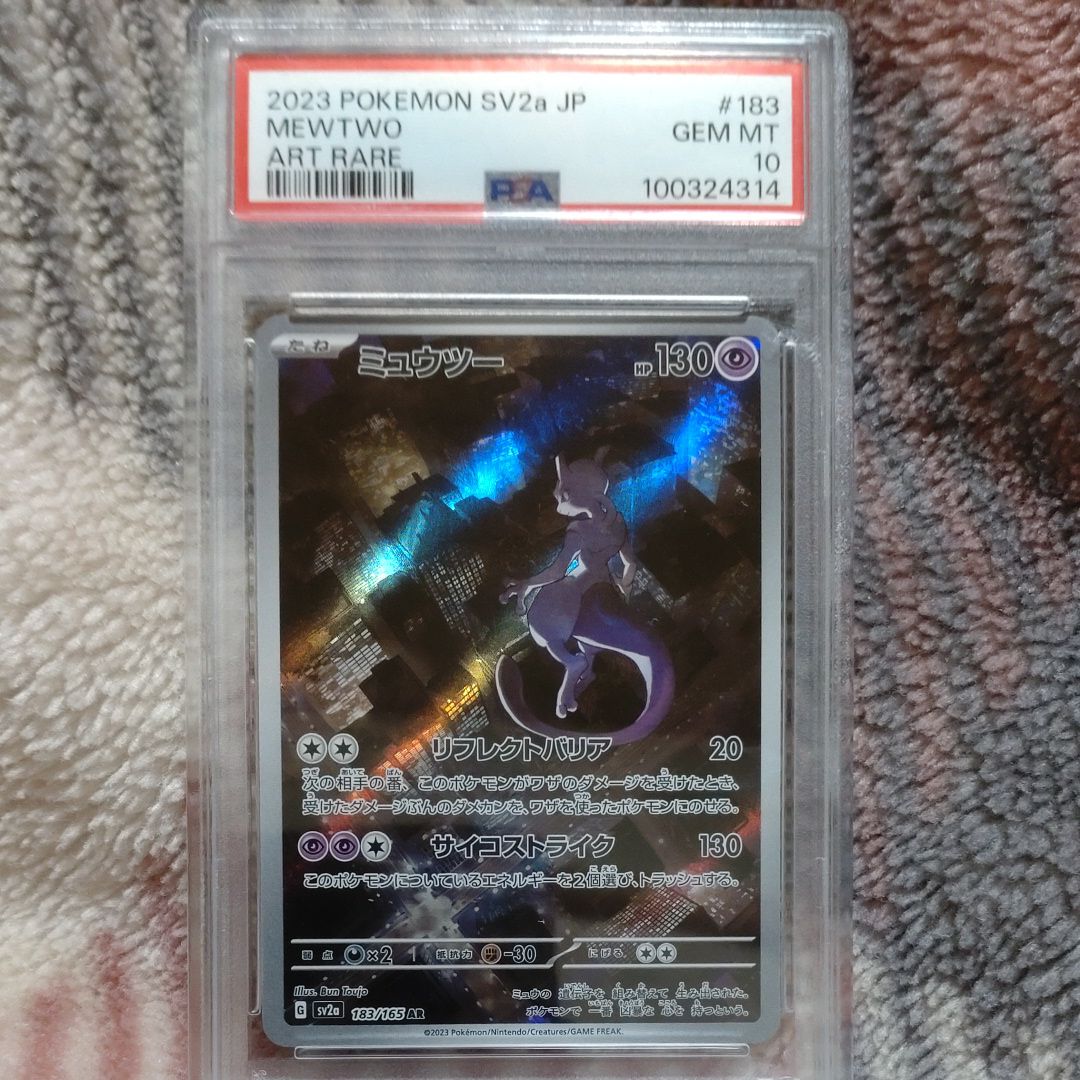 2023 POKEMON SV2a JP #183
MEWTWO GEM MT
ART RARE 10
PSA 100324314
たね ミュウツー HP130
リフレクトバリア 20
次の相手の番、このポケモンがワザのダメージを受けたとき、
受けたダメージぶんのダメカンを、ワザを使ったポケモンにのせる。
サイコストライク 130
このポケモンについているエネルギーを2個選び、トラッシュする。
弱点 ×2 抵抗力 -30 にげる
Illus. Bun Toujo
ミュウの 遺伝子を 組み替えて 生み出された。
G sv2a 183/165 AR
ポケモンで 一番 凶暴な 心を 持つという。
©2023 Pokémon/Nintendo/Creatures/GAME FREAK.